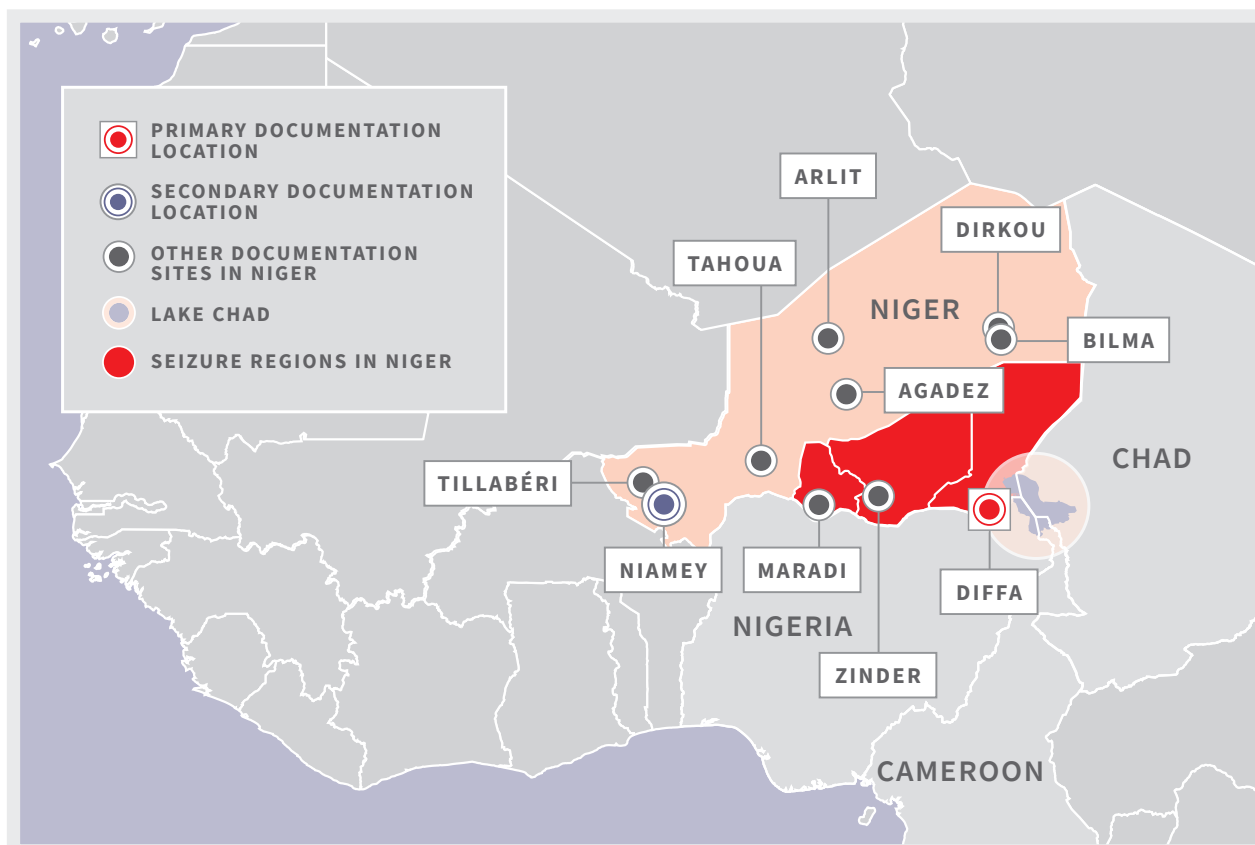 PRIMARY DOCUMENTATION
LOCATION
SECONDARY DOCUMENTATION
LOCATION
OTHER DOCUMENTATION
SITES IN NIGER
LAKE CHAD
SEIZURE REGIONS IN NIGER
ARLIT
DIRKOU
TAHOUA
NIGER
BILMA
AGADEZ
CHAD
TILLABÉRI
NIAMEY
MARADI
DIFFA
NIGERIA
ZINDER
CAMEROON